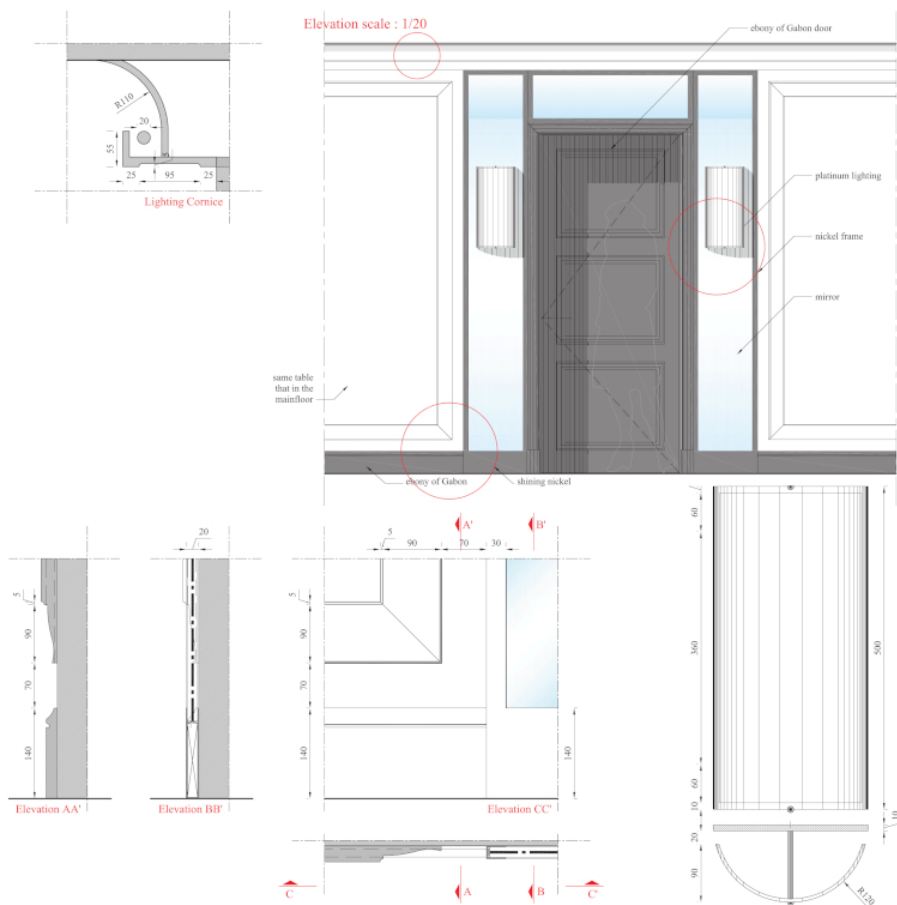 Elevation scale : 1/20
ebony of Gabon door
R110
20
55
25
95
25
Lighting Cornice
platinum lighting
nickel frame
mirror
same table
that in the
mainfloor
ebony of Gabon
shining nickel
A'
B'
20
5
90
70
30
5
90
70
140
5
90
70
140
140
Elevation AA'
Elevation BB'
Elevation CC'
C
A
B
C'
60
360
500
60
10
10
20
90
R120